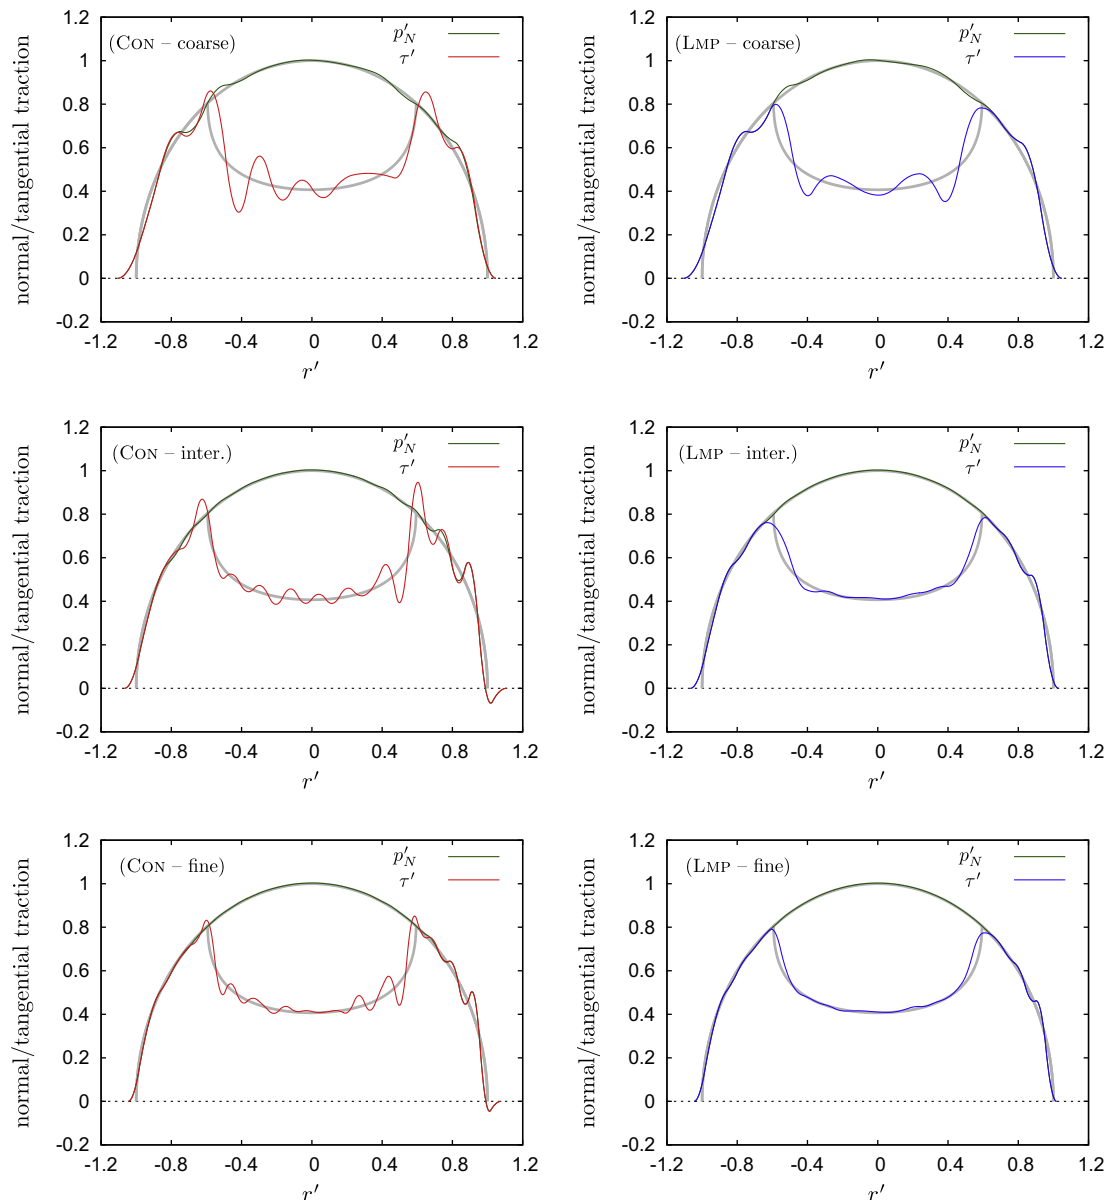 normal/tangential traction
1.2
1
0.8
0.6
0.4
0.2
0
-0.2
(CON – coarse)
p′N
τ′
-1.2 -0.8 -0.4 0 0.4 0.8 1.2
r′
normal/tangential traction
1.2
1
0.8
0.6
0.4
0.2
0
-0.2
(LMP – coarse)
p′N
τ′
-1.2 -0.8 -0.4 0 0.4 0.8 1.2
r′
normal/tangential traction
1.2
1
0.8
0.6
0.4
0.2
0
-0.2
(CON – inter.)
p′N
τ′
-1.2 -0.8 -0.4 0 0.4 0.8 1.2
r′
normal/tangential traction
1.2
1
0.8
0.6
0.4
0.2
0
-0.2
(LMP – inter.)
p′N
τ′
-1.2 -0.8 -0.4 0 0.4 0.8 1.2
r′
normal/tangential traction
1.2
1
0.8
0.6
0.4
0.2
0
-0.2
(CON – fine)
p′N
τ′
-1.2 -0.8 -0.4 0 0.4 0.8 1.2
r′
normal/tangential traction
1.2
1
0.8
0.6
0.4
0.2
0
-0.2
(LMP – fine)
p′N
τ′
-1.2 -0.8 -0.4 0 0.4 0.8 1.2
r′